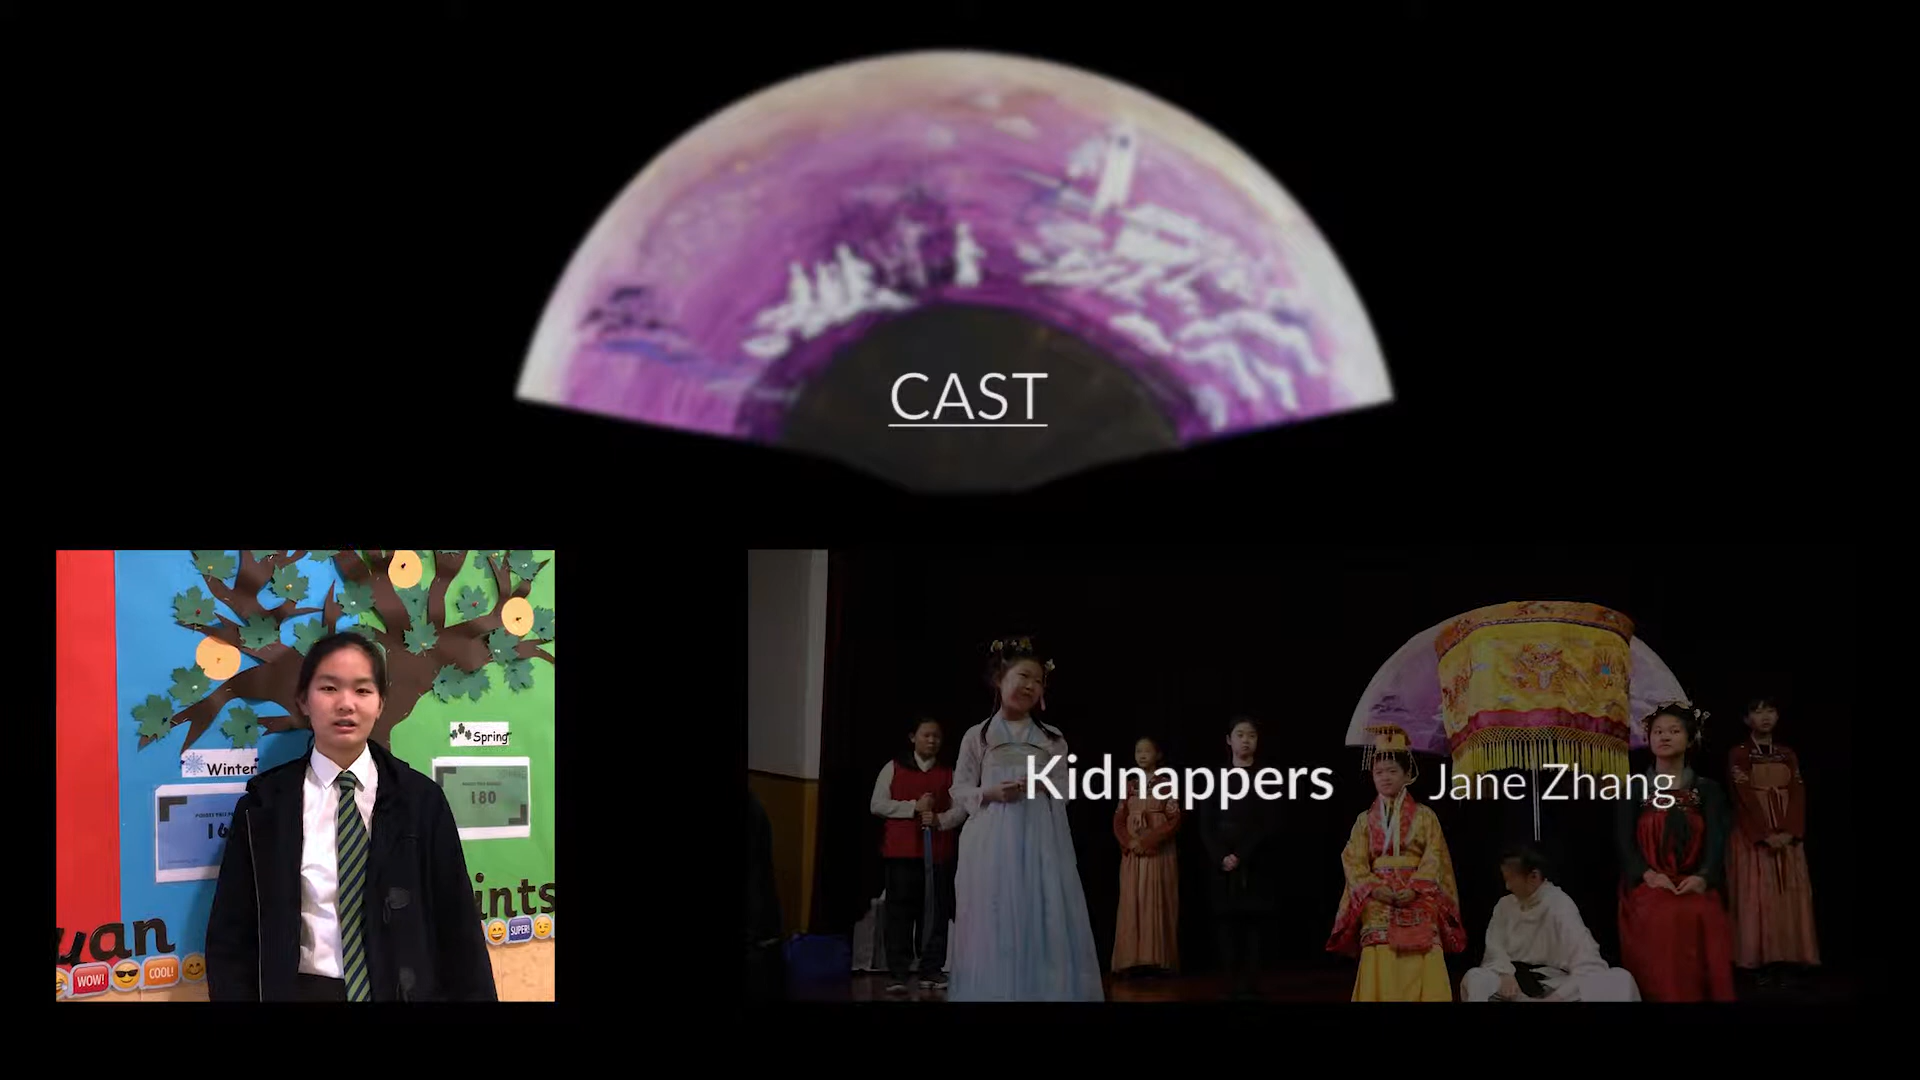 CAST
Kidnappers Jane Zhang
Spring
Winter
180
WOW!
COOL!
SUPER!